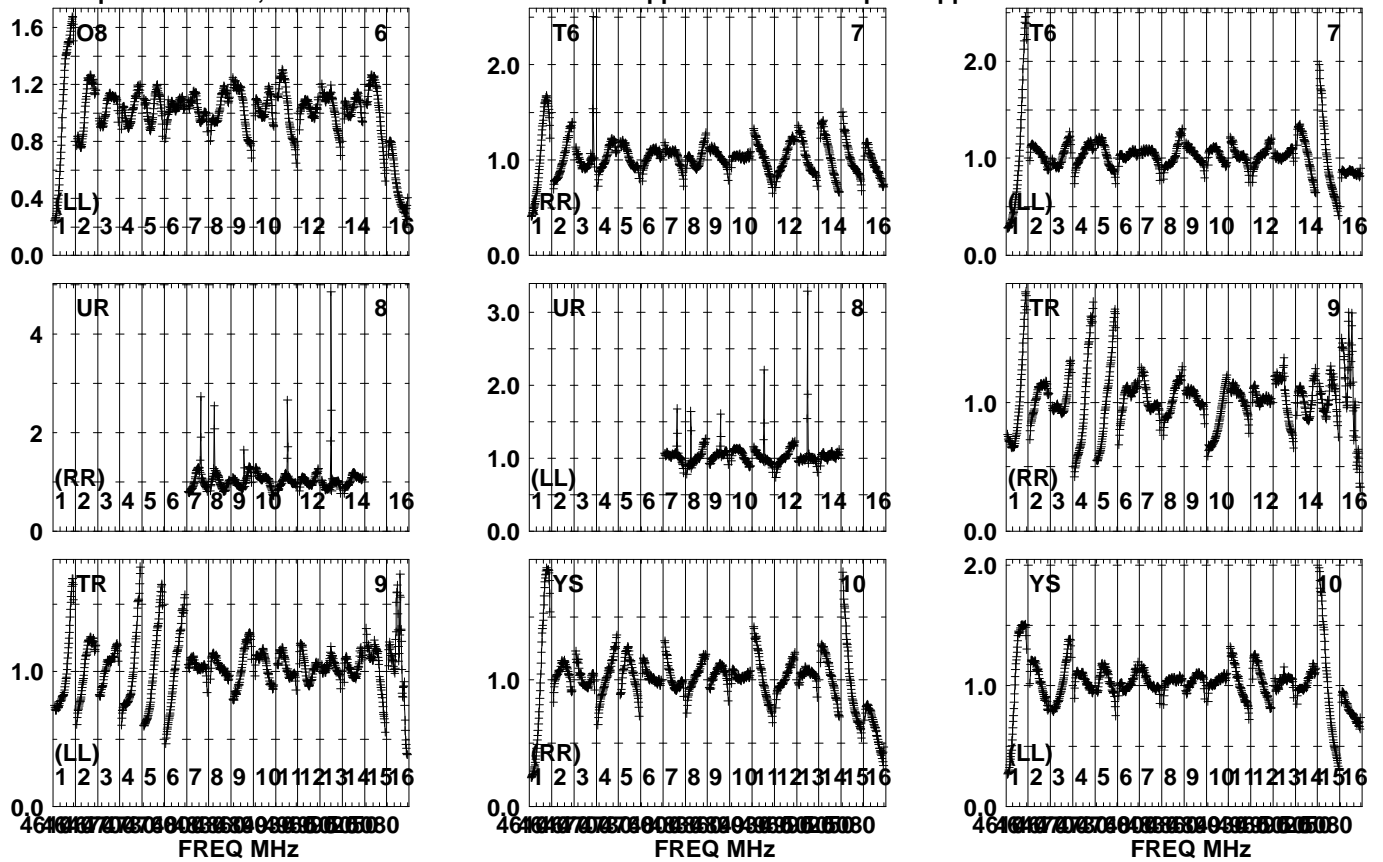 1.6 O8 6
1.2
0.8
0.4 (LL)
1 2 3 4 5 6 7 8 9 10 12 14 16
0.0
T6 7
2.0
1.0
(RR)
1 2 3 4 5 6 7 8 9 10 12 14 16
0.0
T6 7
2.0
1.0
(LL)
1 2 3 4 5 6 7 8 9 10 12 14 16
0.0
UR 8
4
2
(RR)
1 2 3 4 5 6 7 8 9 10 12 14 16
0
UR 8
3.0
2.0
1.0
(LL)
1 2 3 4 5 6 7 8 9 10 12 14 16
0.0
TR 9
1.0
(RR)
1 2 3 4 5 6 7 8 9 10 12 14 16
0.0
TR 9
1.0
(LL)
1 2 3 4 5 6 7 8 9 10 11 12 13 14 15 16
0.0
FREQ MHz
YS 10
1.0
(RR)
1 2 3 4 5 6 7 8 9 10 11 12 13 14 15 16
0.0
FREQ MHz
2.0 YS 10
1.0
(LL)
1 2 3 4 5 6 7 8 9 10 11 12 13 14 15 16
0.0
FREQ MHz